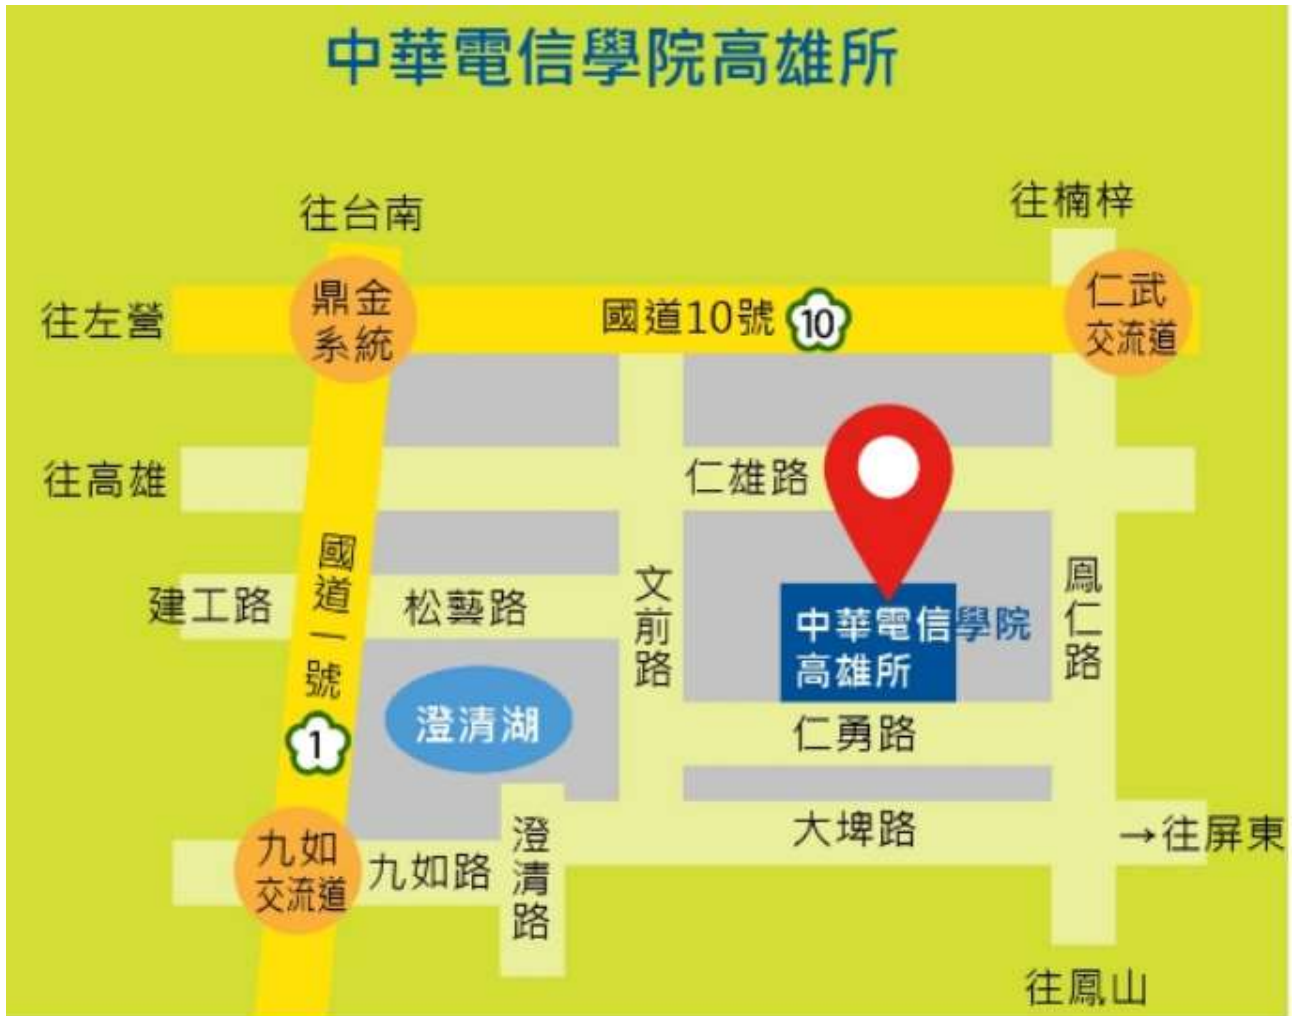 中華電信學院高雄所
往台南
往楠梓
往左營
鼎金
系統
國道10號
10
仁武
交流道
往高雄
仁雄路
國道一號
1
建工路
松藝路
文前路
中華電信學院
高雄所
鳳仁路
澄清湖
仁勇路
九如
交流道
九如路
澄清路
大埤路
→往屏東
往鳳山